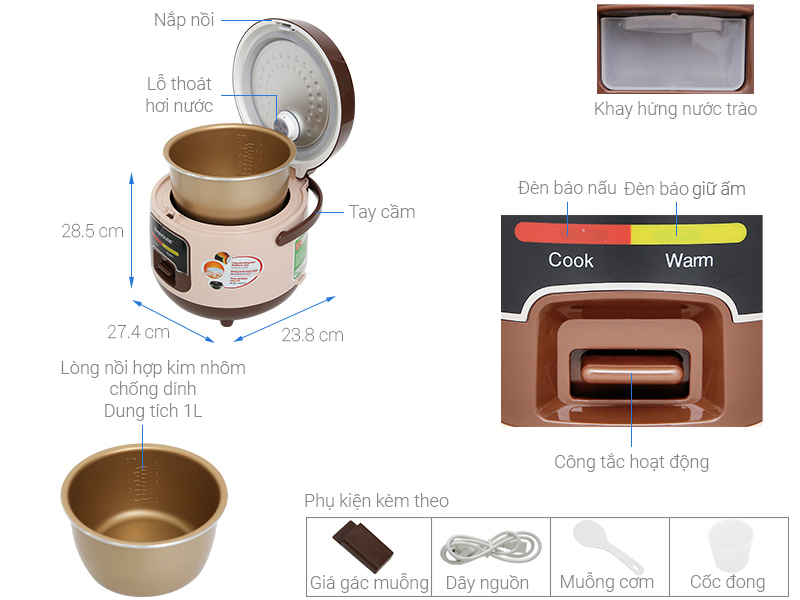 Nắp nồi
Lỗ thoát
hơi nước
Tay cầm
28.5 cm
27.4 cm
23.8 cm
Khay hứng nước trào
Đèn báo nấu
Đèn báo giữ ấm
Cook
Warm
Công tắc hoạt động
Lòng nồi hợp kim nhôm
chống dính
Dung tích 1L
Phụ kiện kèm theo
Giá gác muỗng
Dây nguồn
Muỗng cơm
Cốc đong